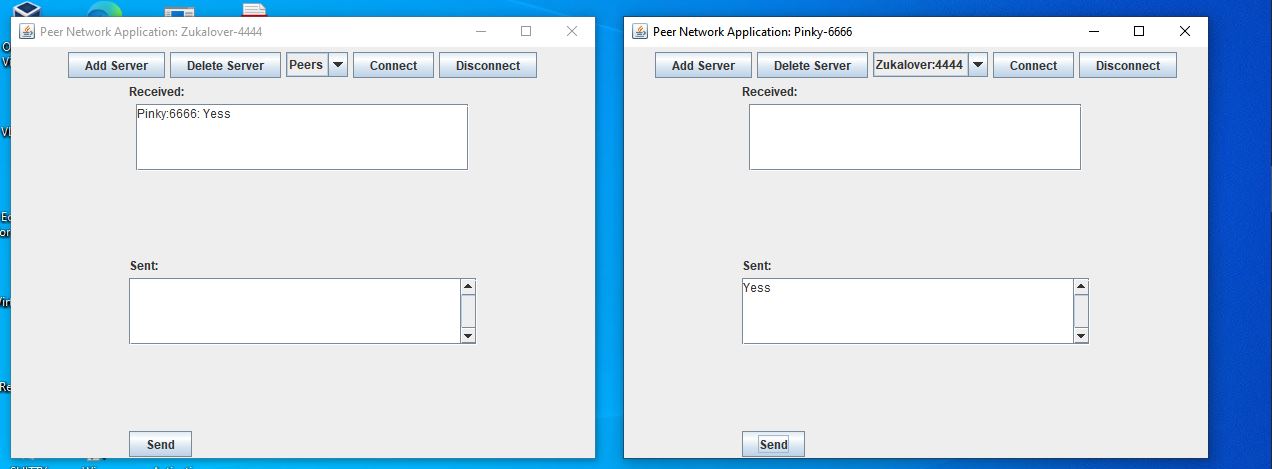 Peer Network Application: Zukalover-4444
Add Server Delete Server Peers Connect Disconnect
Received:
Pinky:6666: Yess
Sent:
Send
Peer Network Application: Pinky-6666
Add Server Delete Server Zukalover:4444 Connect Disconnect
Received:
Sent:
Yess
Send